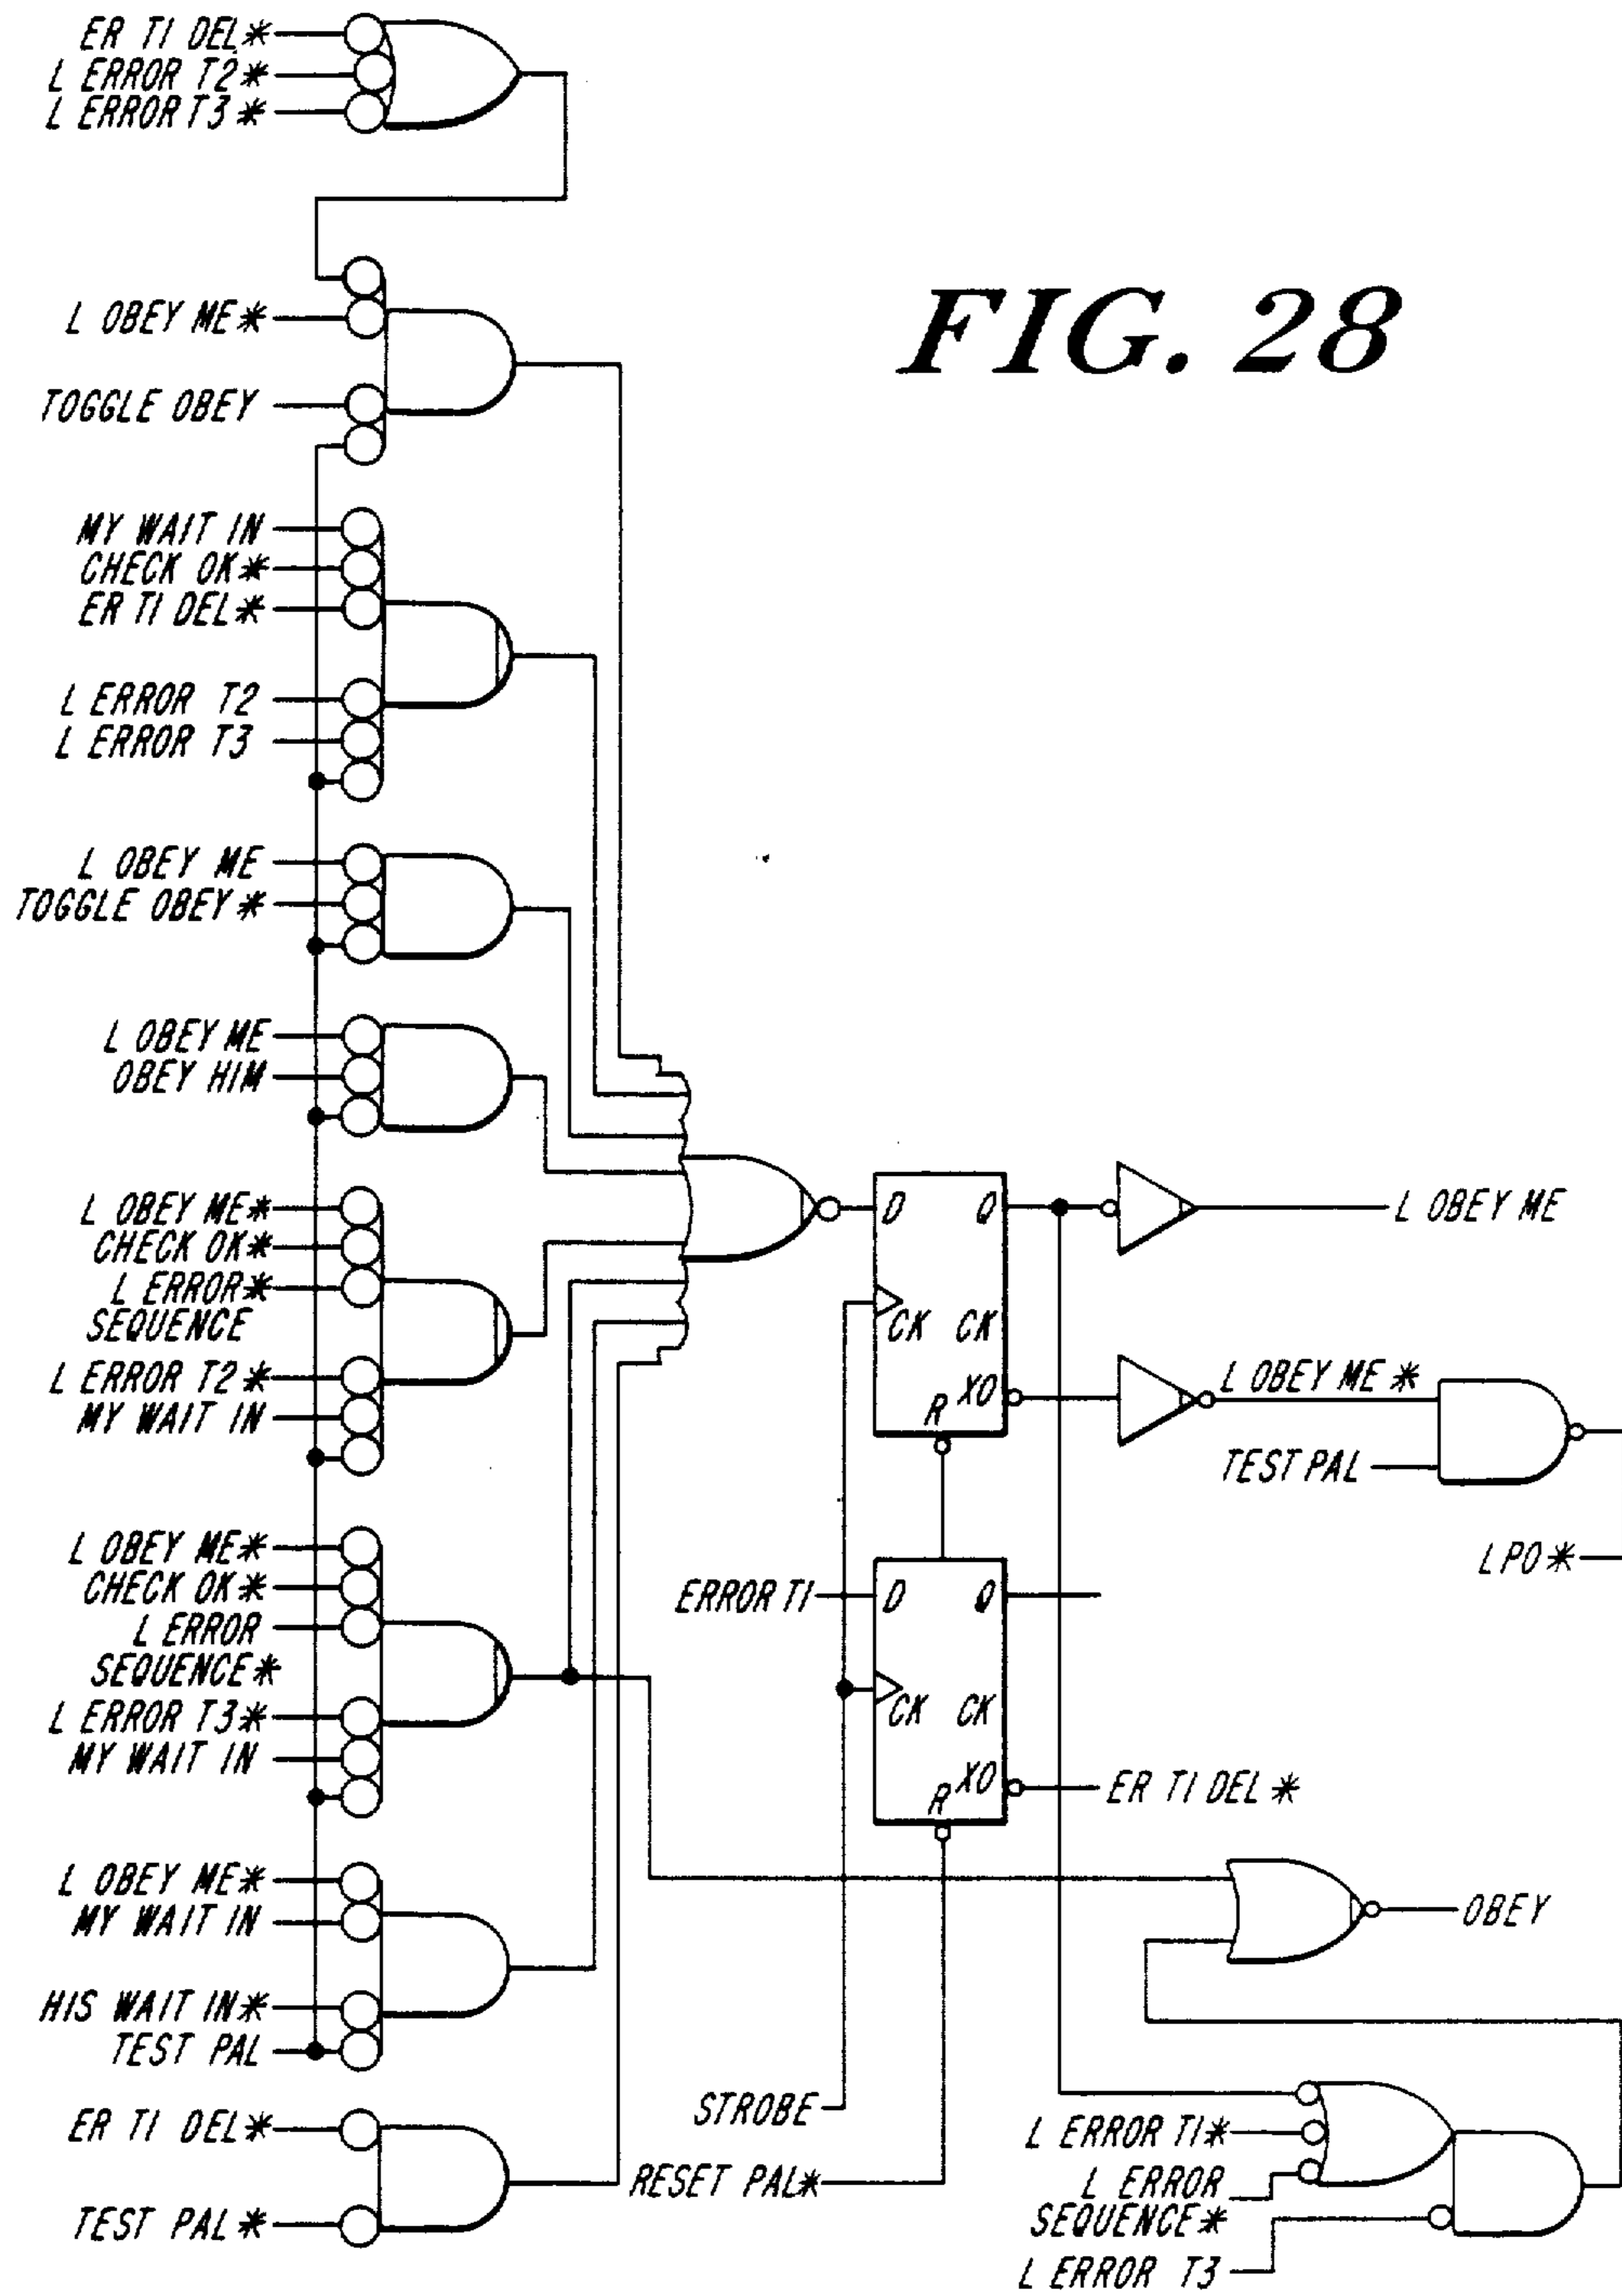 ER T1 DEL*
L ERROR T2*
L ERROR T3*
FIG. 28
L OBEY ME*
TOGGLE OBEY
MY WAIT IN
CHECK OK*
ER T1 DEL*
L ERROR T2
L ERROR T3
L OBEY ME
TOGGLE OBEY*
L OBEY ME
OBEY HIM
L OBEY ME*
CHECK OK*
L ERROR*
SEQUENCE
L ERROR T2*
MY WAIT IN
D
Q
CK CK
XO
R
L OBEY ME
L OBEY ME*
TEST PAL
LPO*
L OBEY ME*
CHECK OK*
L ERROR
SEQUENCE*
L ERROR T3*
MY WAIT IN
ERROR T1
D
Q
CK CK
XO
R
ER T1 DEL*
L OBEY ME*
MY WAIT IN
HIS WAIT IN*
TEST PAL
OBEY
ER T1 DEL*
TEST PAL*
STROBE
RESET PAL*
L ERROR T1*
L ERROR
SEQUENCE*
L ERROR T3